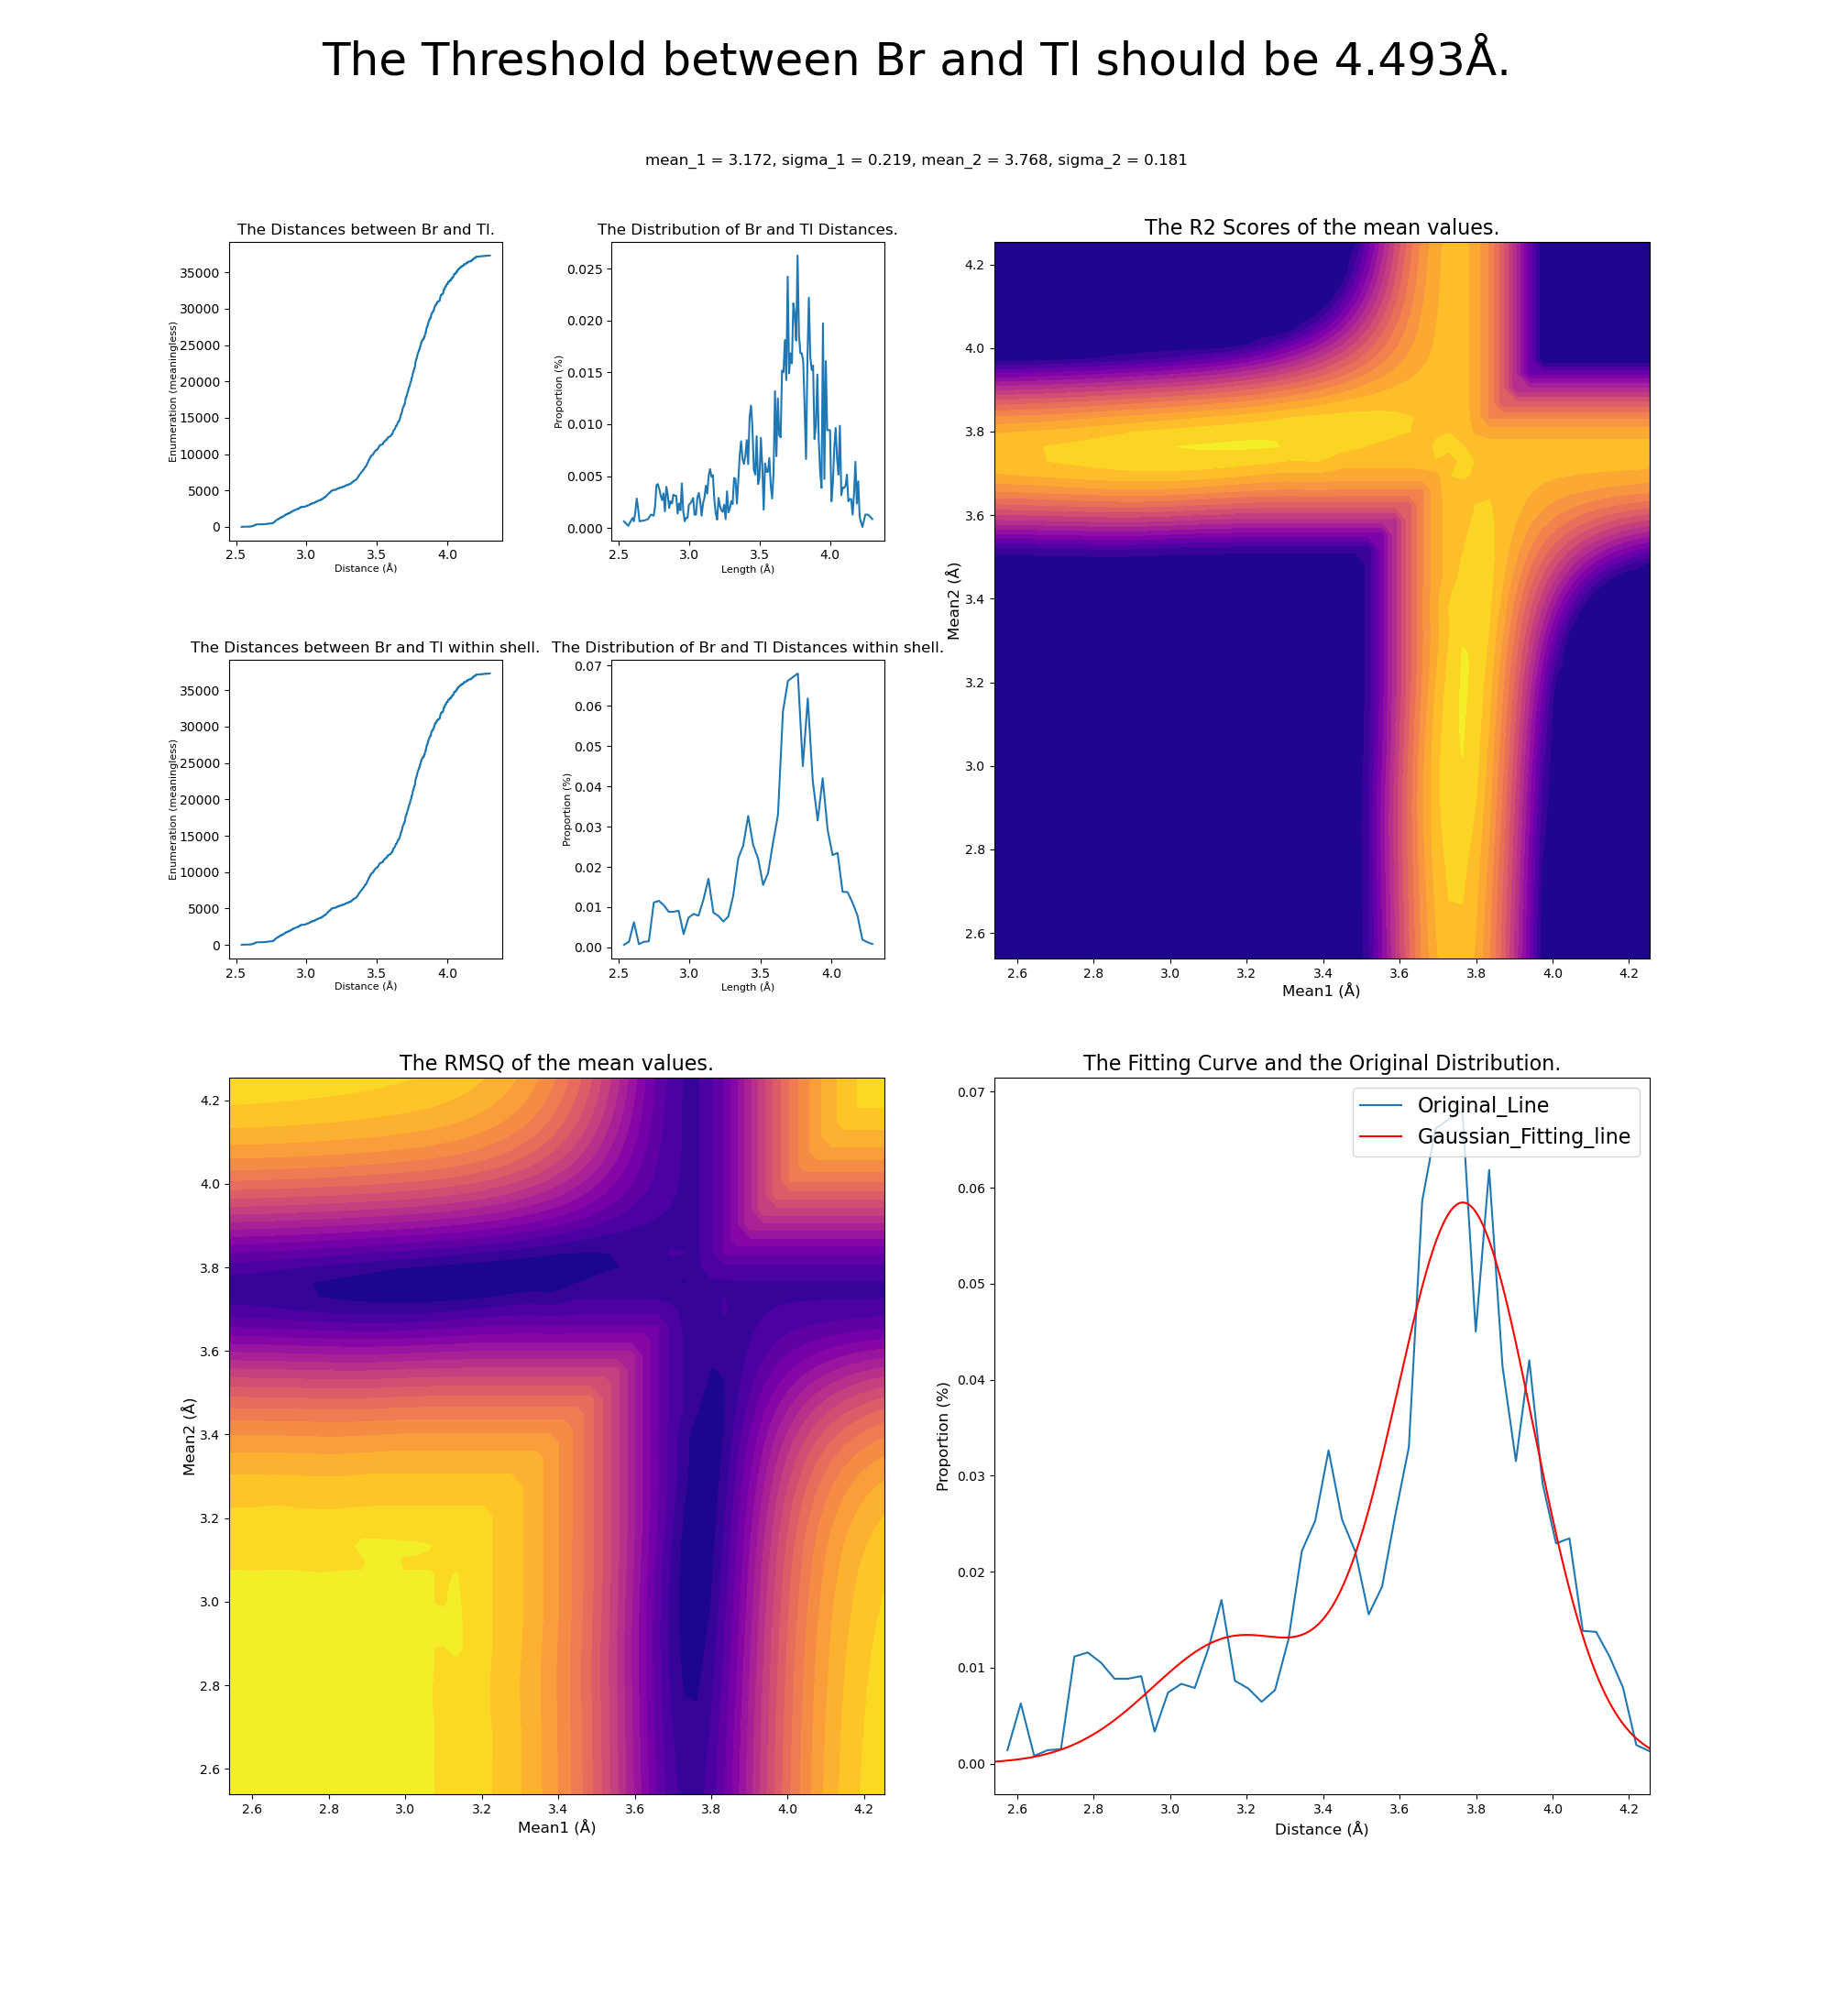 The Threshold between Br and Tl should be 4.493Å.
mean_1 = 3.172, sigma_1 = 0.219, mean_2 = 3.768, sigma_2 = 0.181
The Distances between Br and Tl.
Enumeration (meaningless)
35000
30000
25000
20000
15000
10000
5000
0
2.5 3.0 3.5 4.0
Distance (Å)
The Distribution of Br and Tl Distances.
Proportion (%)
0.025
0.020
0.015
0.010
0.005
0.000
2.5 3.0 3.5 4.0
Length (Å)
The R2 Scores of the mean values.
Mean2 (Å)
4.2
4.0
3.8
3.6
3.4
3.2
3.0
2.8
2.6
2.6 2.8 3.0 3.2 3.4 3.6 3.8 4.0 4.2
Mean1 (Å)
The Distances between Br and Tl within shell.
Enumeration (meaningless)
35000
30000
25000
20000
15000
10000
5000
0
2.5 3.0 3.5 4.0
Distance (Å)
The Distribution of Br and Tl Distances within shell.
Proportion (%)
0.07
0.06
0.05
0.04
0.03
0.02
0.01
0.00
2.5 3.0 3.5 4.0
Length (Å)
The RMSQ of the mean values.
Mean2 (Å)
4.2
4.0
3.8
3.6
3.4
3.2
3.0
2.8
2.6
2.6 2.8 3.0 3.2 3.4 3.6 3.8 4.0 4.2
Mean1 (Å)
The Fitting Curve and the Original Distribution.
Original_Line
Gaussian_Fitting_line
Proportion (%)
0.07
0.06
0.05
0.04
0.03
0.02
0.01
0.00
2.6 2.8 3.0 3.2 3.4 3.6 3.8 4.0 4.2
Distance (Å)